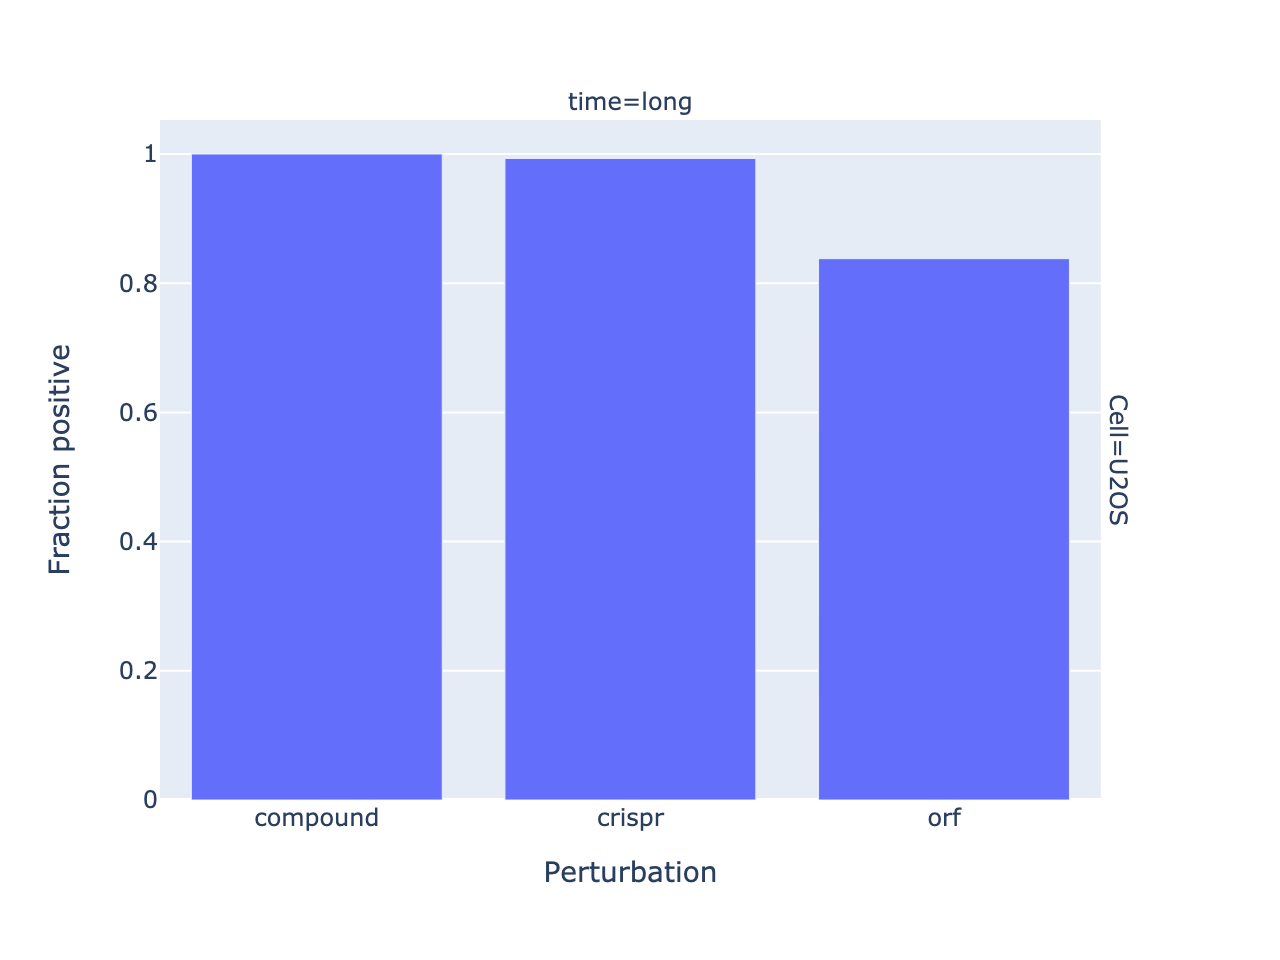 time=long
1
0.8
0.6
0.4
0.2
0
Fraction positive
Cell=U2OS
compound
crispr
orf
Perturbation